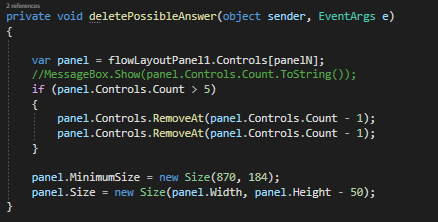 2 references
private void deletePossibleAnswer(object sender, EventArgs e)
{
var panel = flowLayoutPanel1.Controls[panelN];
//MessageBox.Show(panel.Controls.Count.ToString());
if (panel.Controls.Count > 5)
{
panel.Controls.RemoveAt(panel.Controls.Count - 1);
panel.Controls.RemoveAt(panel.Controls.Count - 1);
}
panel.MinimumSize = new Size(870, 184);
panel.Size = new Size(panel.Width, panel.Height - 50);
}